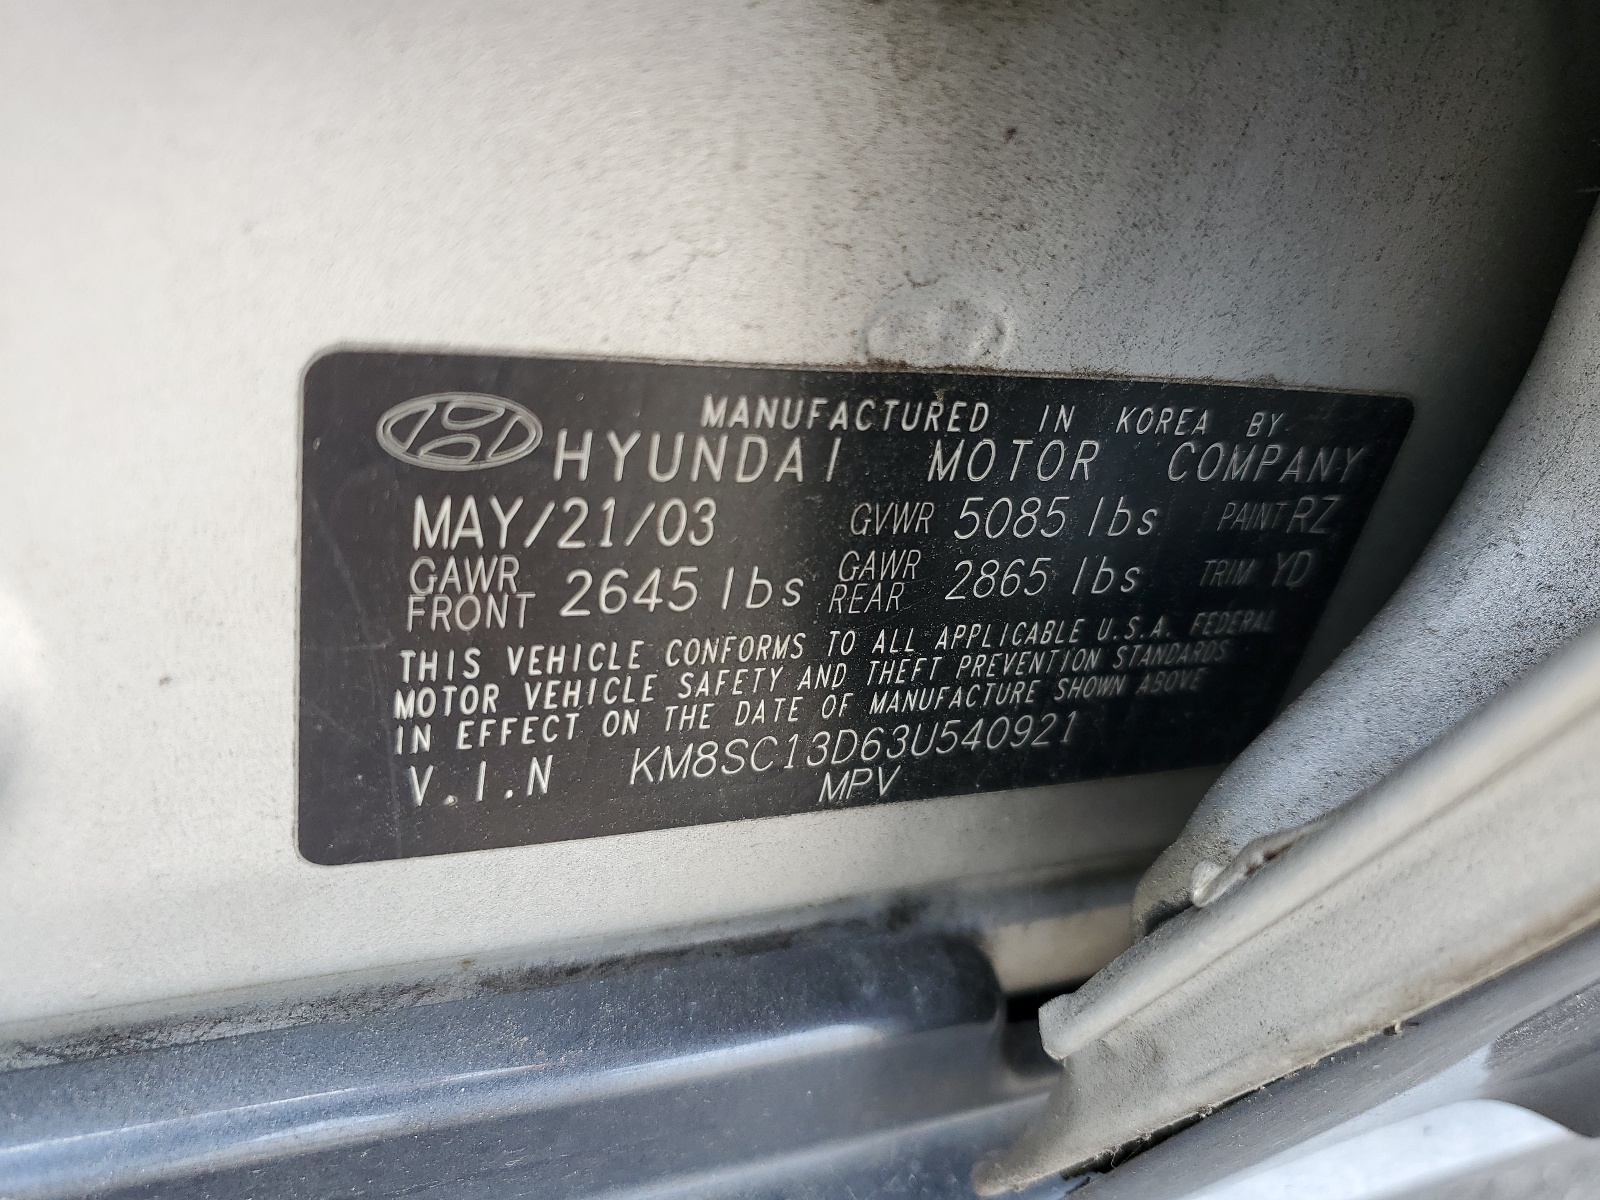 MANUFACTURED IN KOREA BY
HYUNDAI MOTOR COMPANY
MAY/21/03 GVWR 5085 lbs PAINT RZ
GAWR FRONT 2645 lbs GAWR REAR 2865 lbs TRIM YD
THIS VEHICLE CONFORMS TO ALL APPLICABLE U.S.A. FEDERAL
MOTOR VEHICLE SAFETY AND THEFT PREVENTION STANDARDS
IN EFFECT ON THE DATE OF MANUFACTURE SHOWN ABOVE
V.I.N KM8SC13D63U540921
MPV